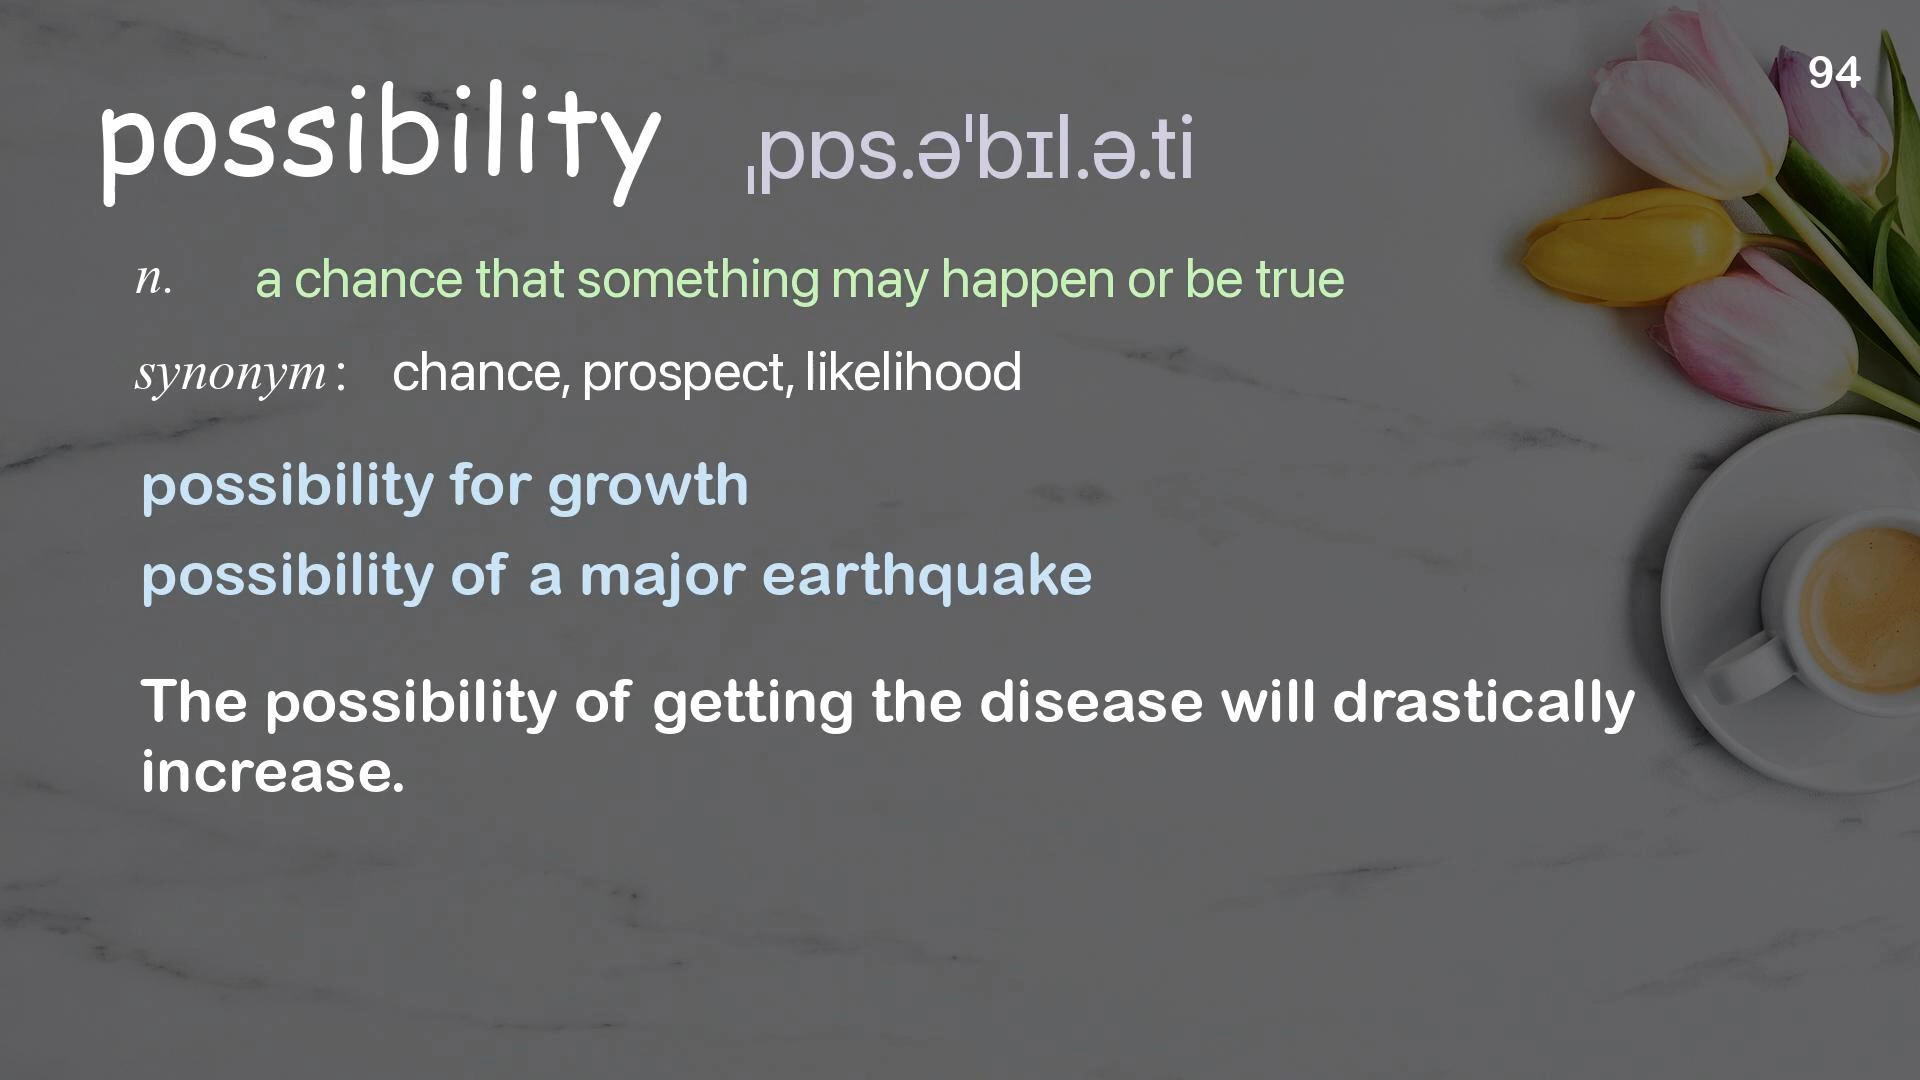 94
possibility ˌpɒs.əˈbɪl.ə.ti
n. a chance that something may happen or be true
synonym : chance, prospect, likelihood
possibility for growth
possibility of a major earthquake
The possibility of getting the disease will drastically
increase.